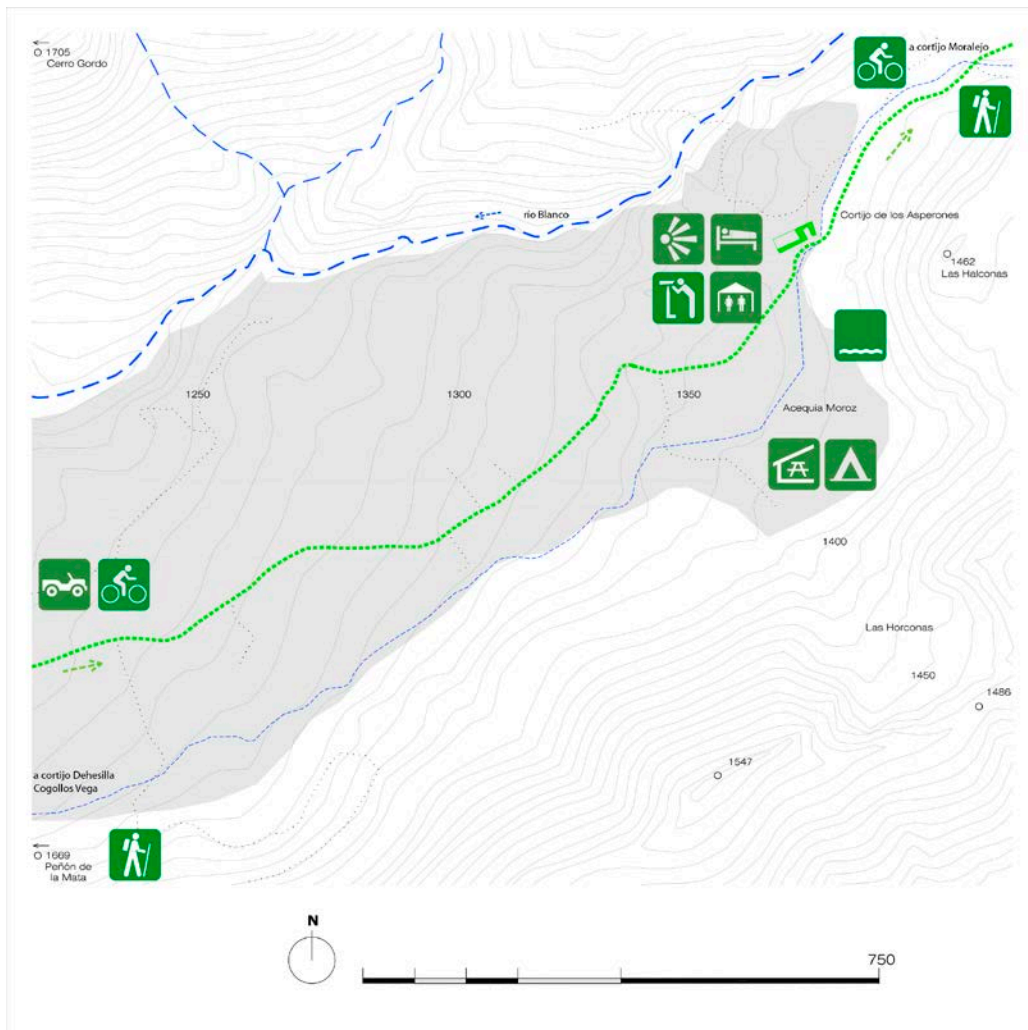 1705
Cerro Gordo
a cortijo Moralejo
río Blanco
Cortijo de los Asperones
1462
Las Halconas
1250
1300
1350
Acequia Moroz
1400
Las Horconas
1450
1486
1547
a cortijo Dehesilla
Cogollos Vega
1669
Peñón de
la Mata
N
750